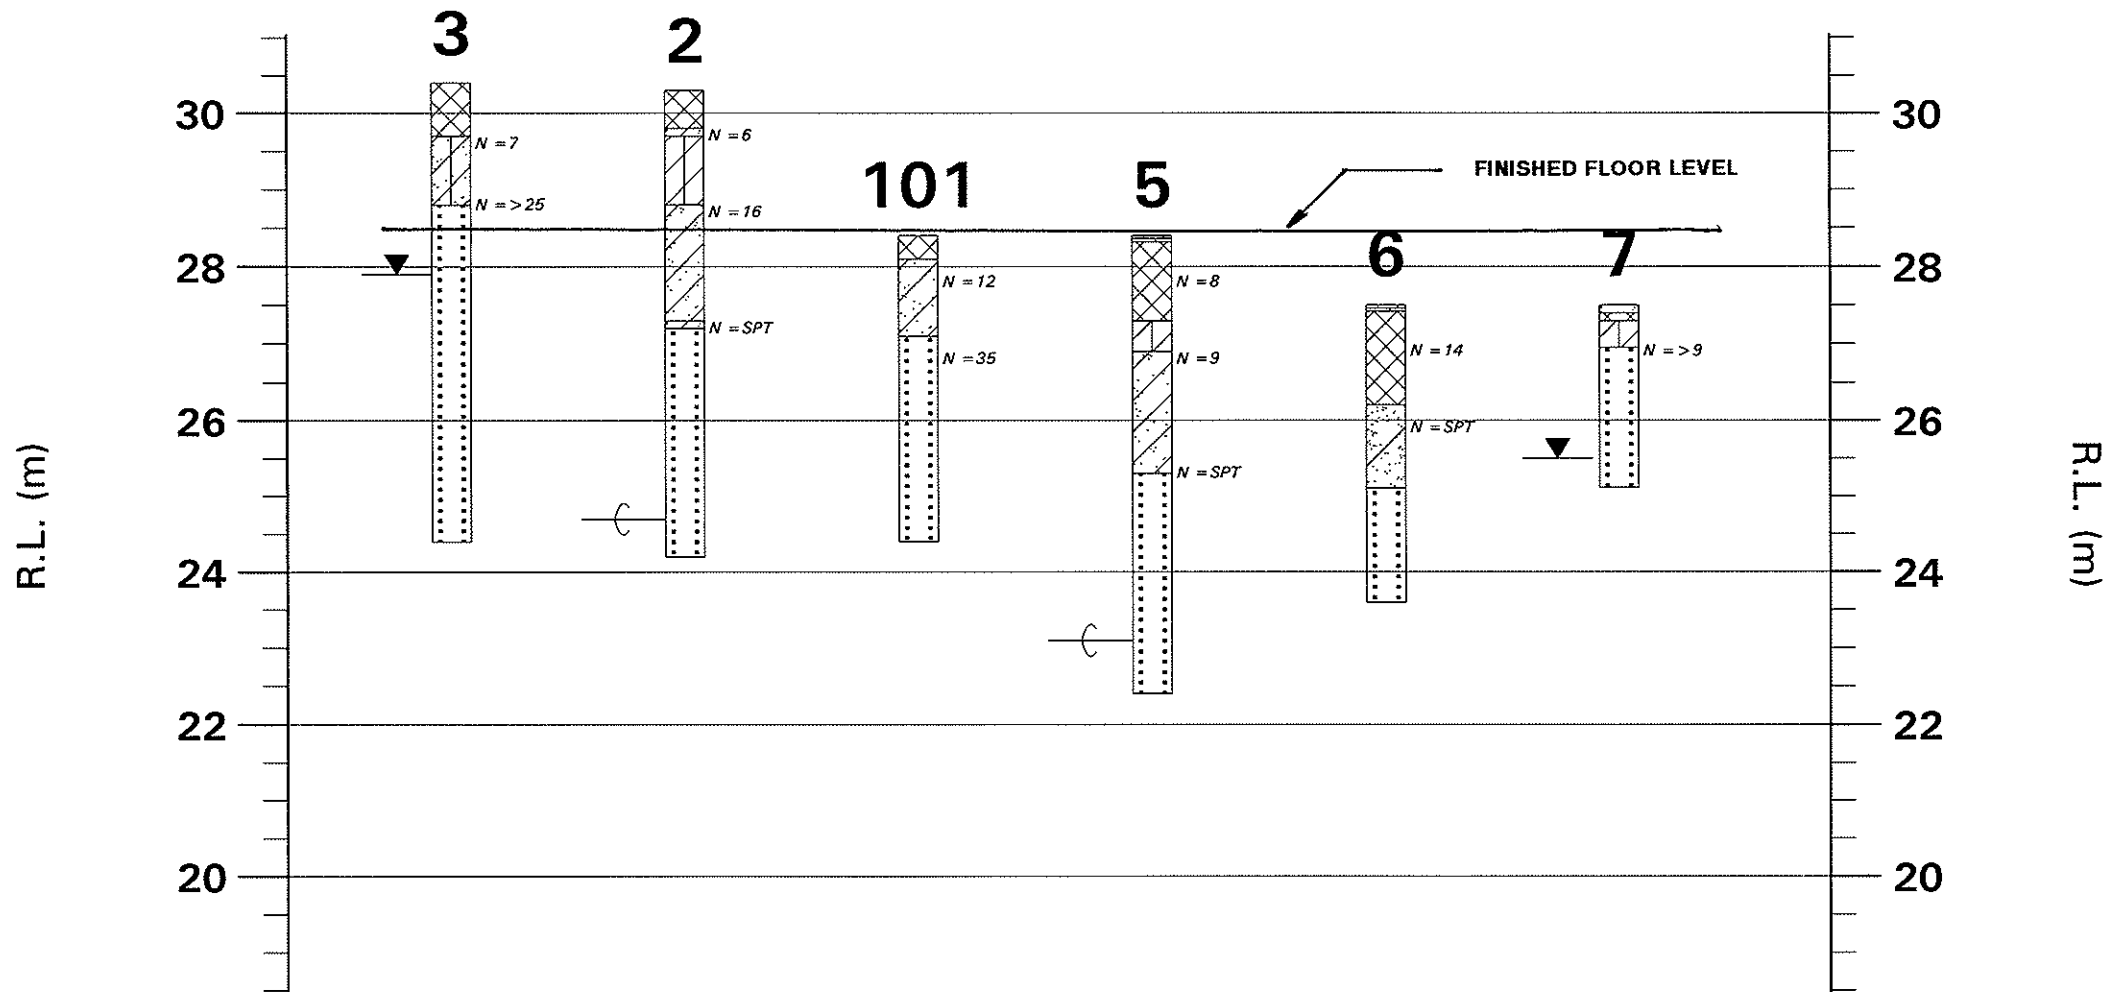 3
2
30
30
N =7
N =6
101
5
FINISHED FLOOR LEVEL
N =>25
N =16
6
7
28
28
N =12
N =8
N =SPT
N =35
N =9
N =14
N =>9
26
26
N =SPT
N =SPT
R.L. (m)
R.L. (m)
24
24
22
22
20
20